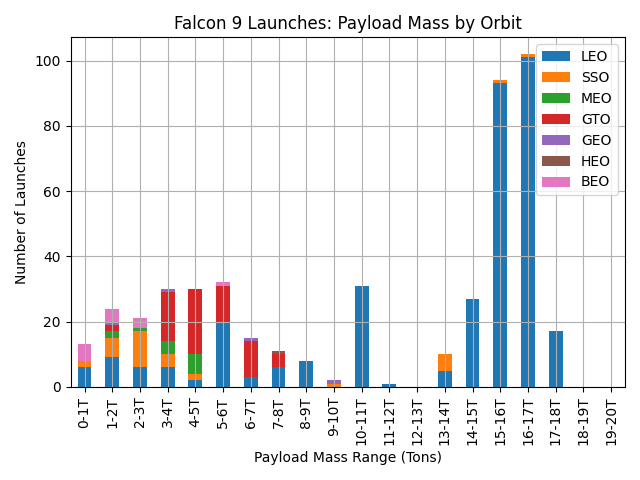 Falcon 9 Launches: Payload Mass by Orbit
Number of Launches
100
80
60
40
20
0
LEO
SSO
MEO
GTO
GEO
HEO
BEO
0-1T
1-2T
2-3T
3-4T
4-5T
5-6T
6-7T
7-8T
8-9T
9-10T
10-11T
11-12T
12-13T
13-14T
14-15T
15-16T
16-17T
17-18T
18-19T
19-20T
Payload Mass Range (Tons)